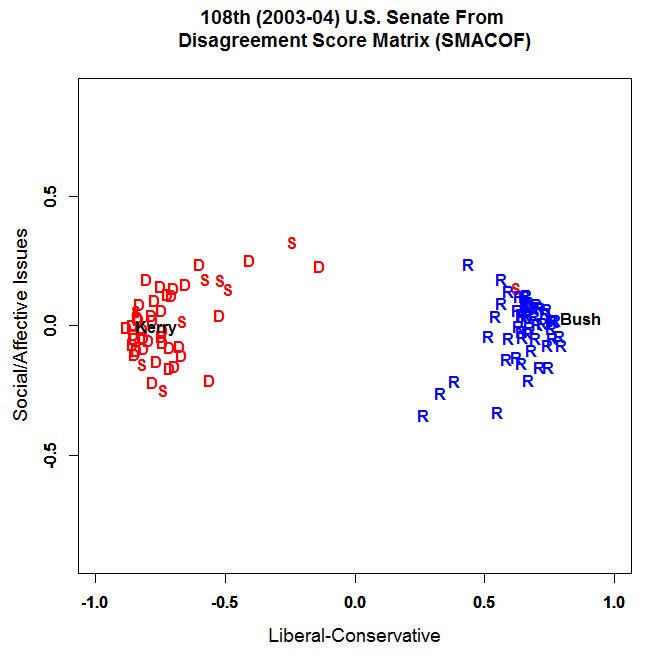 108th (2003-04) U.S. Senate From
Disagreement Score Matrix (SMACOF)
Social/Affective Issues
0.5
0.0
-0.5
Kerry
Bush
-1.0 -0.5 0.0 0.5 1.0
Liberal-Conservative